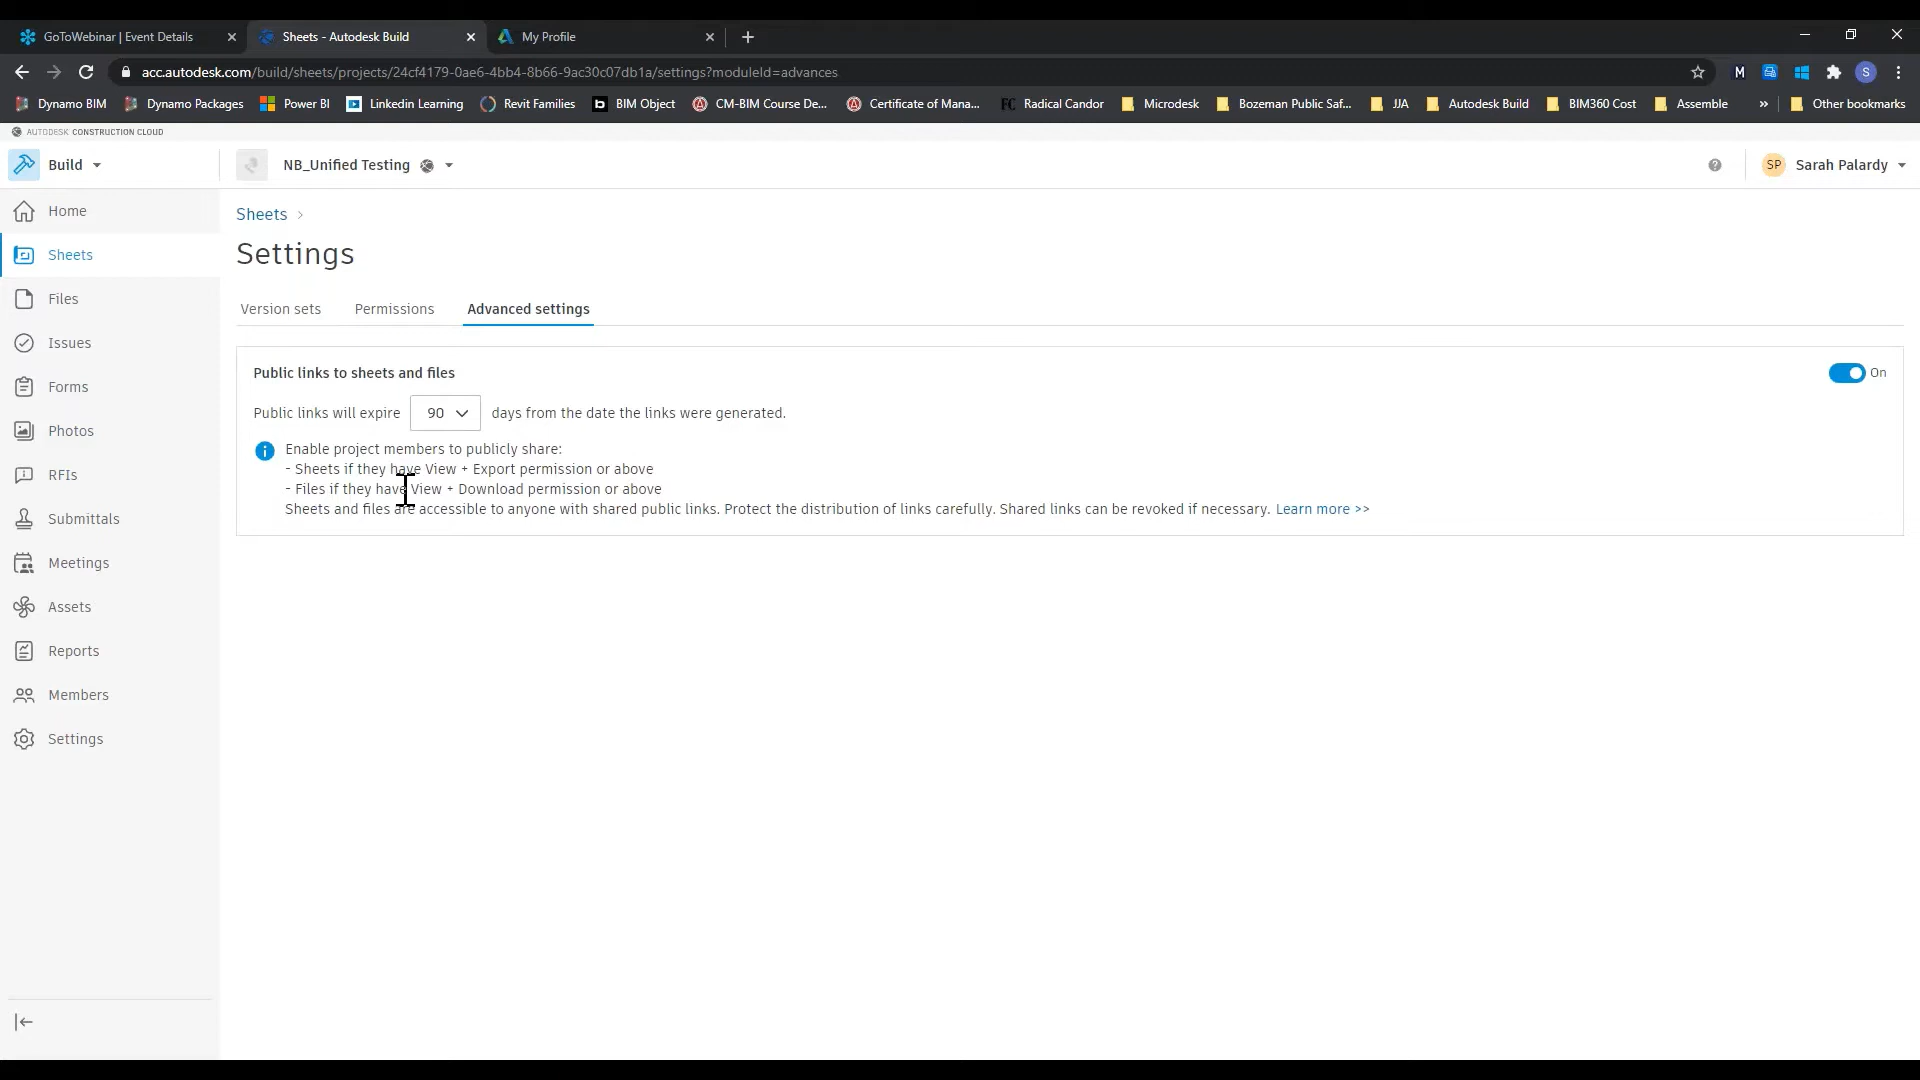 GoToWebinar | Event Details
Sheets - Autodesk Build
My Profile
acc.autodesk.com/build/sheets/projects/24cf4179-0ae6-4bb4-8b66-9ac30c07db1a/settings?moduleId=advances
M
S
Dynamo BIM
Dynamo Packages
Power BI
Linkedin Learning
Revit Families
b BIM Object
CM-BIM Course De...
Certificate of Mana...
FC Radical Candor
Microdesk
Bozeman Public Saf...
JJA
Autodesk Build
BIM360 Cost
Assemble
»
Other bookmarks
AUTODESK CONSTRUCTION CLOUD
Build
NB_Unified Testing
SP Sarah Palardy
Home
Sheets
Files
Issues
Forms
Photos
RFIs
Submittals
Meetings
Assets
Reports
Members
Settings
Sheets >
Settings
Version sets
Permissions
Advanced settings
Public links to sheets and files
On
Public links will expire 90 days from the date the links were generated.
Enable project members to publicly share:
- Sheets if they have View + Export permission or above
- Files if they have View + Download permission or above
Sheets and files are accessible to anyone with shared public links. Protect the distribution of links carefully. Shared links can be revoked if necessary. Learn more >>